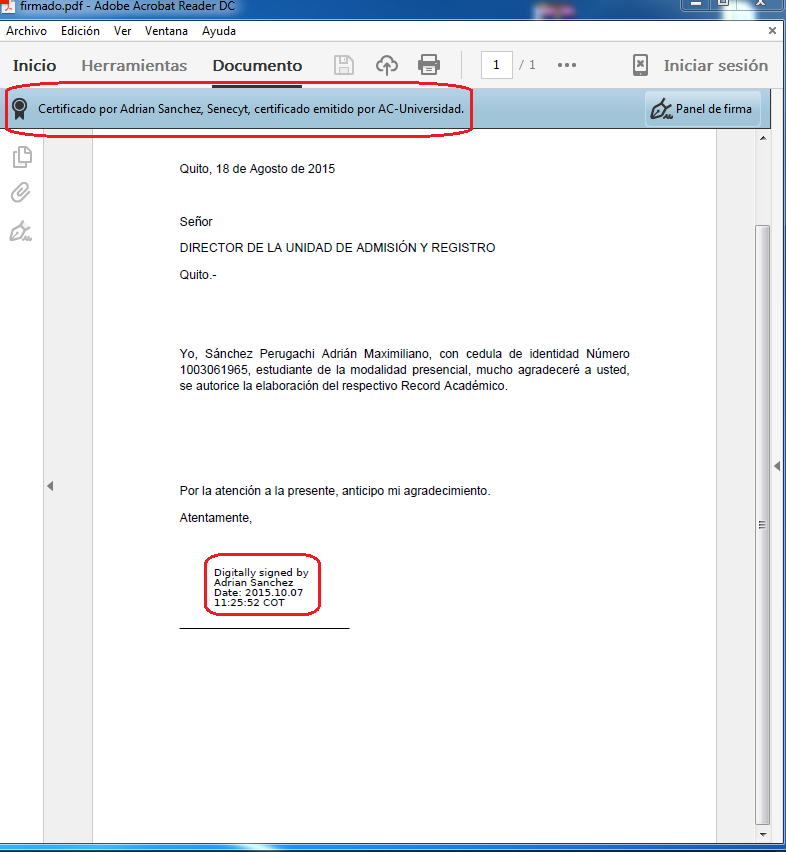 firmado.pdf - Adobe Acrobat Reader DC
Archivo Edición Ver Ventana Ayuda
Inicio Herramientas Documento 1 / 1 Iniciar sesión
Certificado por Adrian Sanchez, Senecyt, certificado emitido por AC-Universidad. Panel de firma
Quito, 18 de Agosto de 2015
Señor
DIRECTOR DE LA UNIDAD DE ADMISIÓN Y REGISTRO
Quito.-
Yo, Sánchez Perugachi Adrián Maximiliano, con cedula de identidad Número
1003061965, estudiante de la modalidad presencial, mucho agradeceré a usted,
se autorice la elaboración del respectivo Record Académico.
Por la atención a la presente, anticipo mi agradecimiento.
Atentamente,
Digitally signed by
Adrian Sanchez
Date: 2015.10.07
11:25:52 COT